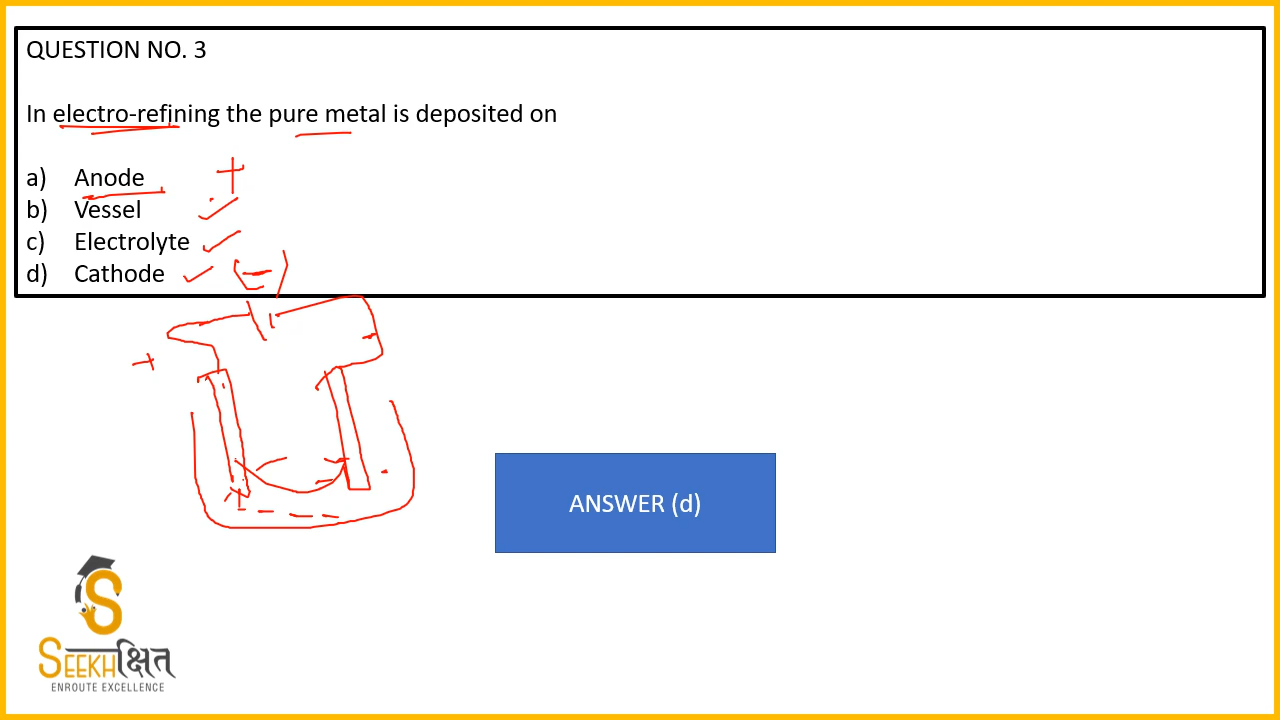 QUESTION NO. 3
In electro-refining the pure metal is deposited on
a) Anode +
b) Vessel
c) Electrolyte
d) Cathode (-)
+ -
ANSWER (d)
S
SEEKHक्षित
ENROUTE EXCELLENCE